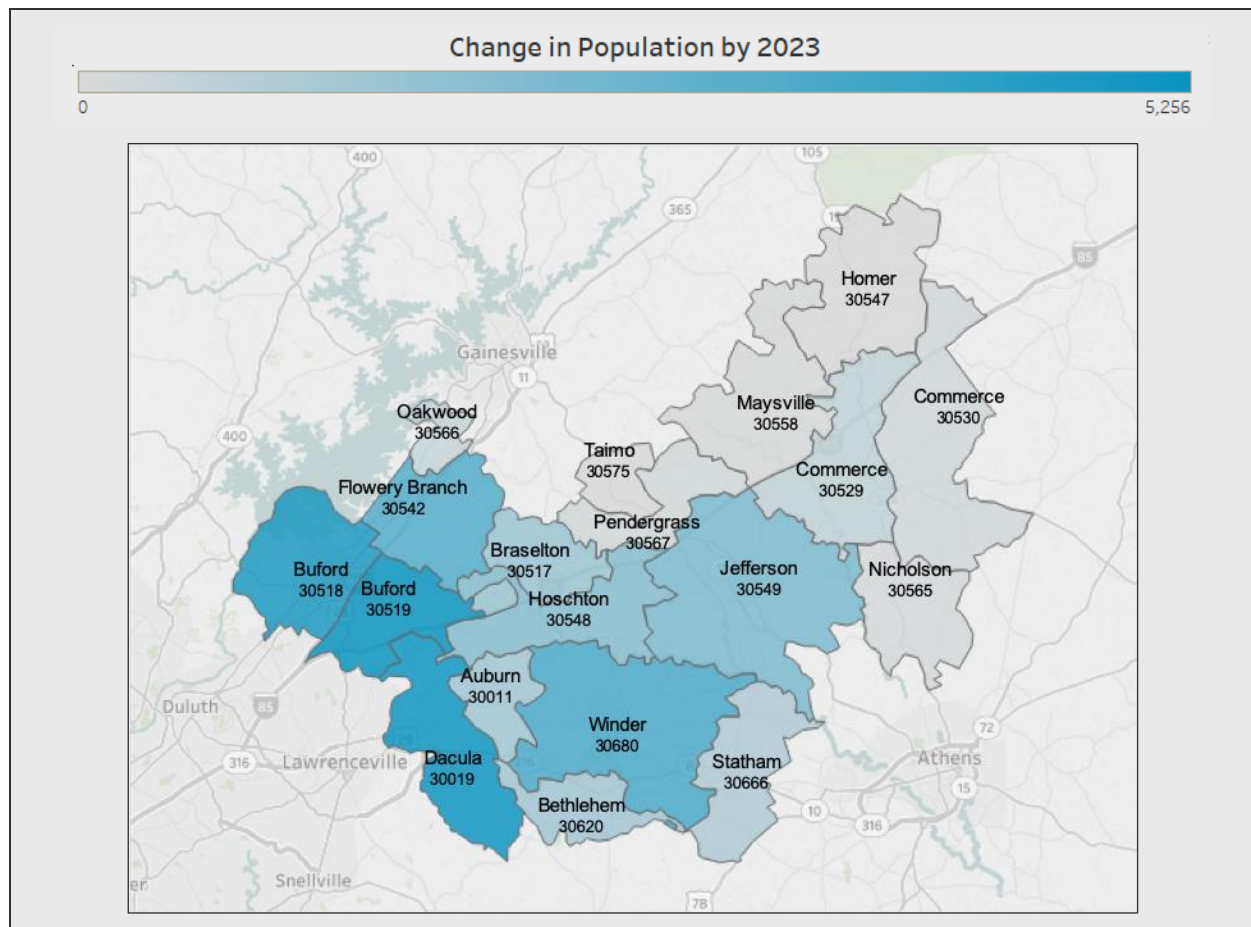 Change in Population by 2023
0
5,256
400
105
365
15
85
Homer
30547
Gainesville
11
Commerce
30530
Maysville
30558
Oakwood
30566
400
Taimo
30575
Commerce
30529
Flowery Branch
30542
Pendergrass
30567
Braselton
30517
Jefferson
30549
Nicholson
30565
Buford
30518
Buford
30519
Hoschton
30548
Auburn
30011
Duluth
85
Winder
30680
72
316
Lawrenceville
Dacula
30019
316
Statham
30666
Athens
15
Bethlehem
30620
10
316
Snellville
er
78